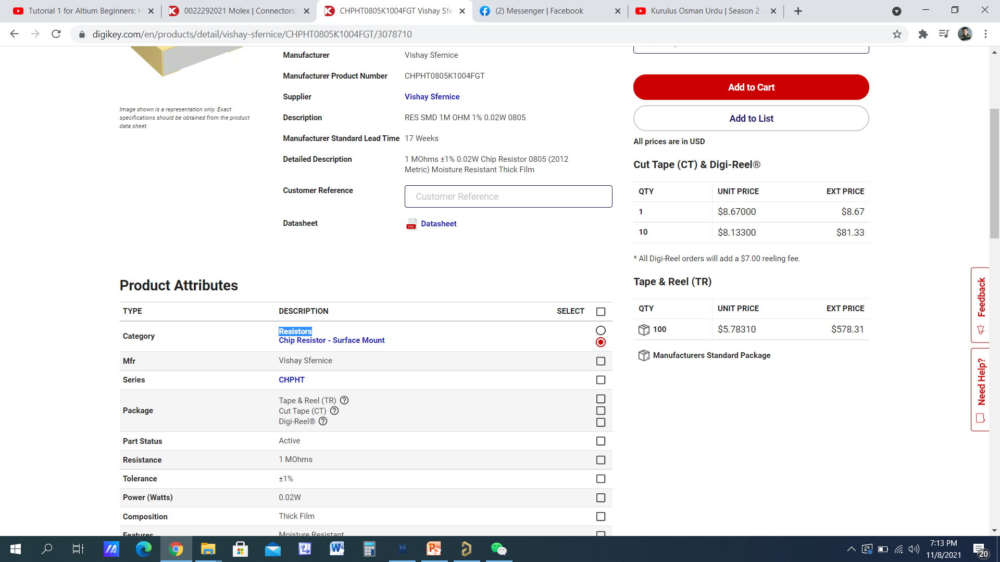 Tutorial 1 for Altium Beginners: H
0022292021 Molex | Connectors,
CHPHT0805K1004FGT Vishay Sfe
(2) Messenger | Facebook
Kurulus Osman Urdu | Season 2 -
digikey.com/en/products/detail/vishay-sfernice/CHPHT0805K1004FGT/3078710
Image shown is a representation only. Exact
specifications should be obtained from the product
data sheet.
Manufacturer Vishay Sfernice
Manufacturer Product Number CHPHT0805K1004FGT
Supplier Vishay Sfernice
Description RES SMD 1M OHM 1% 0.02W 0805
Manufacturer Standard Lead Time 17 Weeks
Detailed Description 1 MOhms ±1% 0.02W Chip Resistor 0805 (2012
Metric) Moisture Resistant Thick Film
Customer Reference Customer Reference
Datasheet PDF Datasheet
Add to Cart
Add to List
All prices are in USD
Cut Tape (CT) & Digi-Reel®
QTY UNIT PRICE EXT PRICE
1 $8.67000 $8.67
10 $8.13300 $81.33
* All Digi-Reel orders will add a $7.00 reeling fee.
Tape & Reel (TR)
QTY UNIT PRICE EXT PRICE
100 $5.78310 $578.31
Manufacturers Standard Package
Product Attributes
TYPE DESCRIPTION SELECT
Category Resistors
Chip Resistor - Surface Mount
Mfr Vishay Sfernice
Series CHPHT
Package Tape & Reel (TR) ?
Cut Tape (CT) ?
Digi-Reel® ?
Part Status Active
Resistance 1 MOhms
Tolerance ±1%
Power (Watts) 0.02W
Composition Thick Film
Features Moisture Resistant
Feedback
Need Help?
7:13 PM
11/8/2021
20